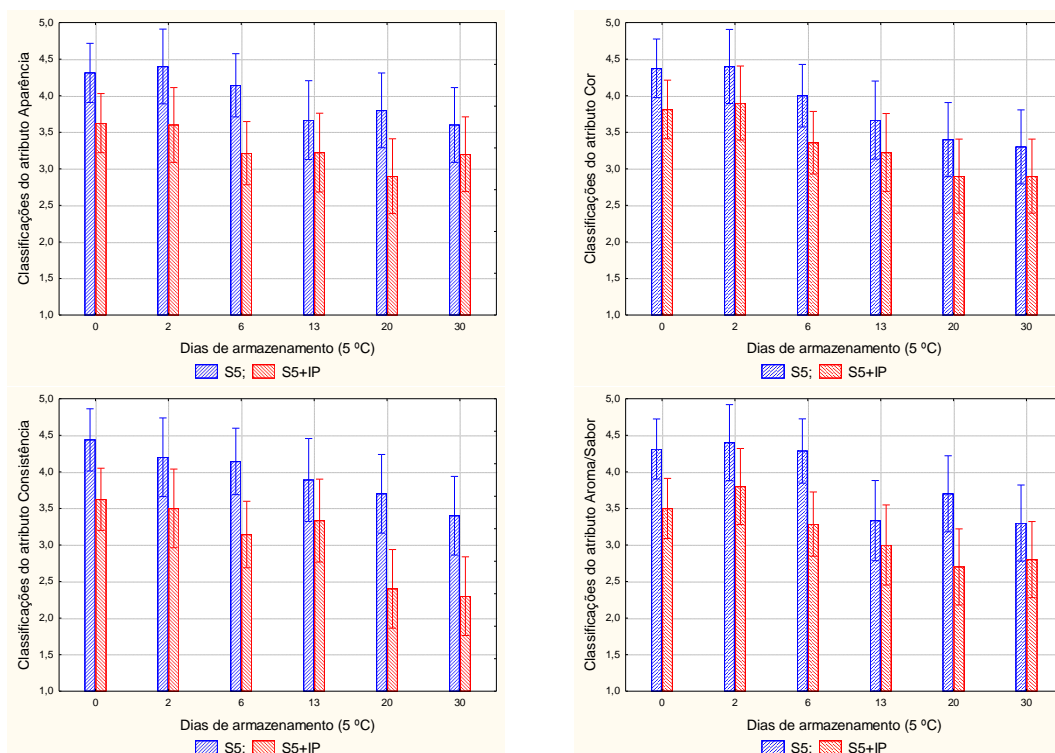 Classificações do atributo Aparência
5,0
4,5
4,0
3,5
3,0
2,5
2,0
1,5
1,0
0 2 6 13 20 30
Dias de armazenamento (5 ºC)
S5; S5+IP
Classificações do atributo Cor
5,0
4,5
4,0
3,5
3,0
2,5
2,0
1,5
1,0
0 2 6 13 20 30
Dias de armazenamento (5 ºC)
S5; S5+IP
Classificações do atributo Consistência
5,0
4,5
4,0
3,5
3,0
2,5
2,0
1,5
1,0
0 2 6 13 20 30
Dias de armazenamento (5 ºC)
S5; S5+IP
Classificações do atributo Aroma/Sabor
5,0
4,5
4,0
3,5
3,0
2,5
2,0
1,5
1,0
0 2 6 13 20 30
Dias de armazenamento (5 ºC)
S5; S5+IP